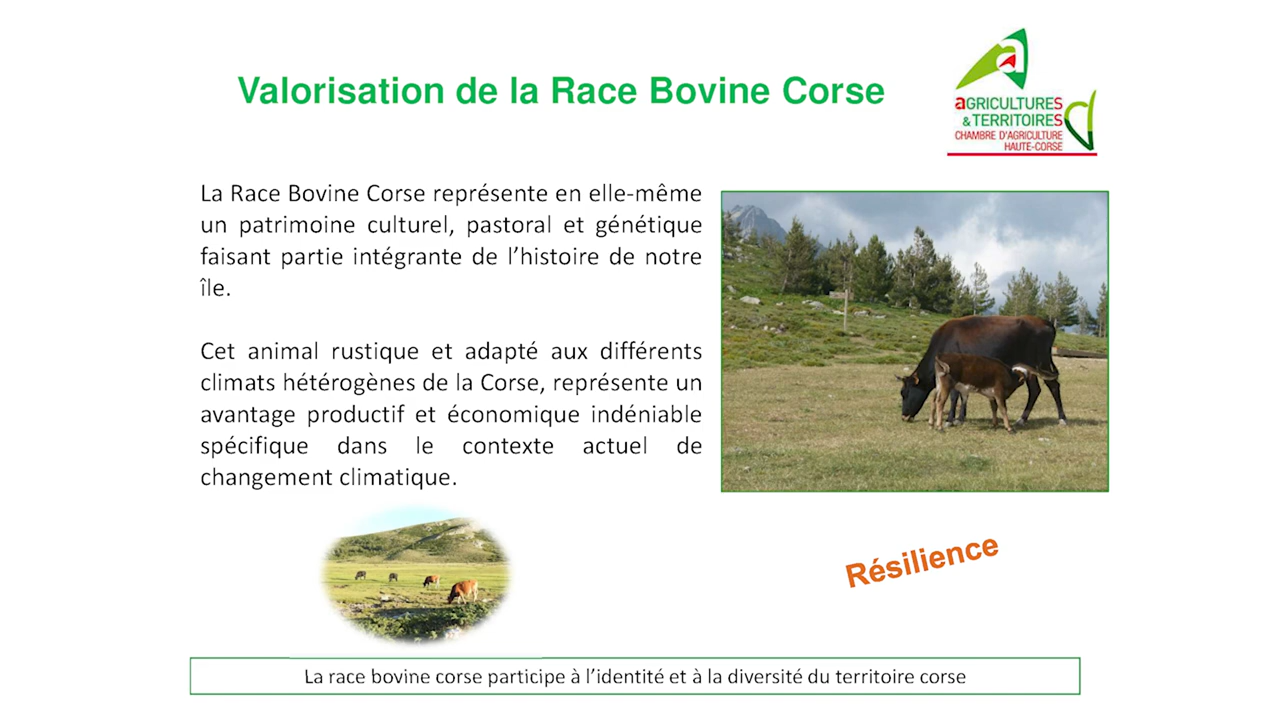 Valorisation de la Race Bovine Corse
a
aGRICULTURES
& TERRITOIRES
CHAMBRE D'AGRICULTURE
HAUTE-CORSE
La Race Bovine Corse représente en elle-même
un patrimoine culturel, pastoral et génétique
faisant partie intégrante de l'histoire de notre
île.
Cet animal rustique et adapté aux différents
climats hétérogènes de la Corse, représente un
avantage productif et économique indéniable
spécifique dans le contexte actuel de
changement climatique.
Résilience
La race bovine corse participe à l'identité et à la diversité du territoire corse